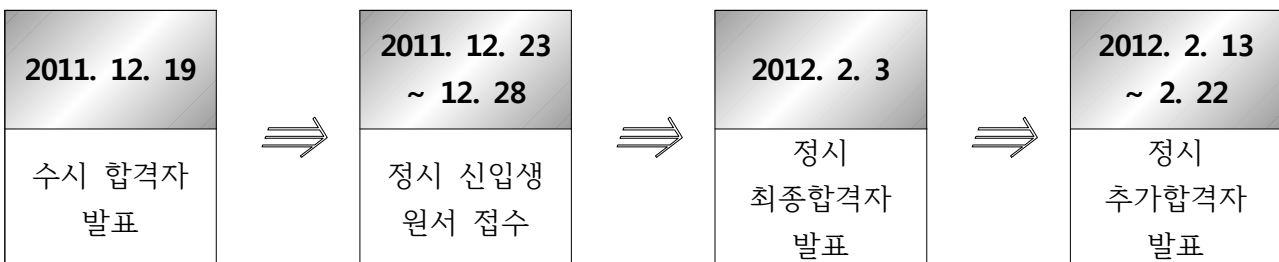 2011. 12. 19
수시 합격자
발표
2011. 12. 23
~ 12. 28
정시 신입생
원서 접수
2012. 2. 3
정시
최종합격자
발표
2012. 2. 13
~ 2. 22
정시
추가합격자
발표